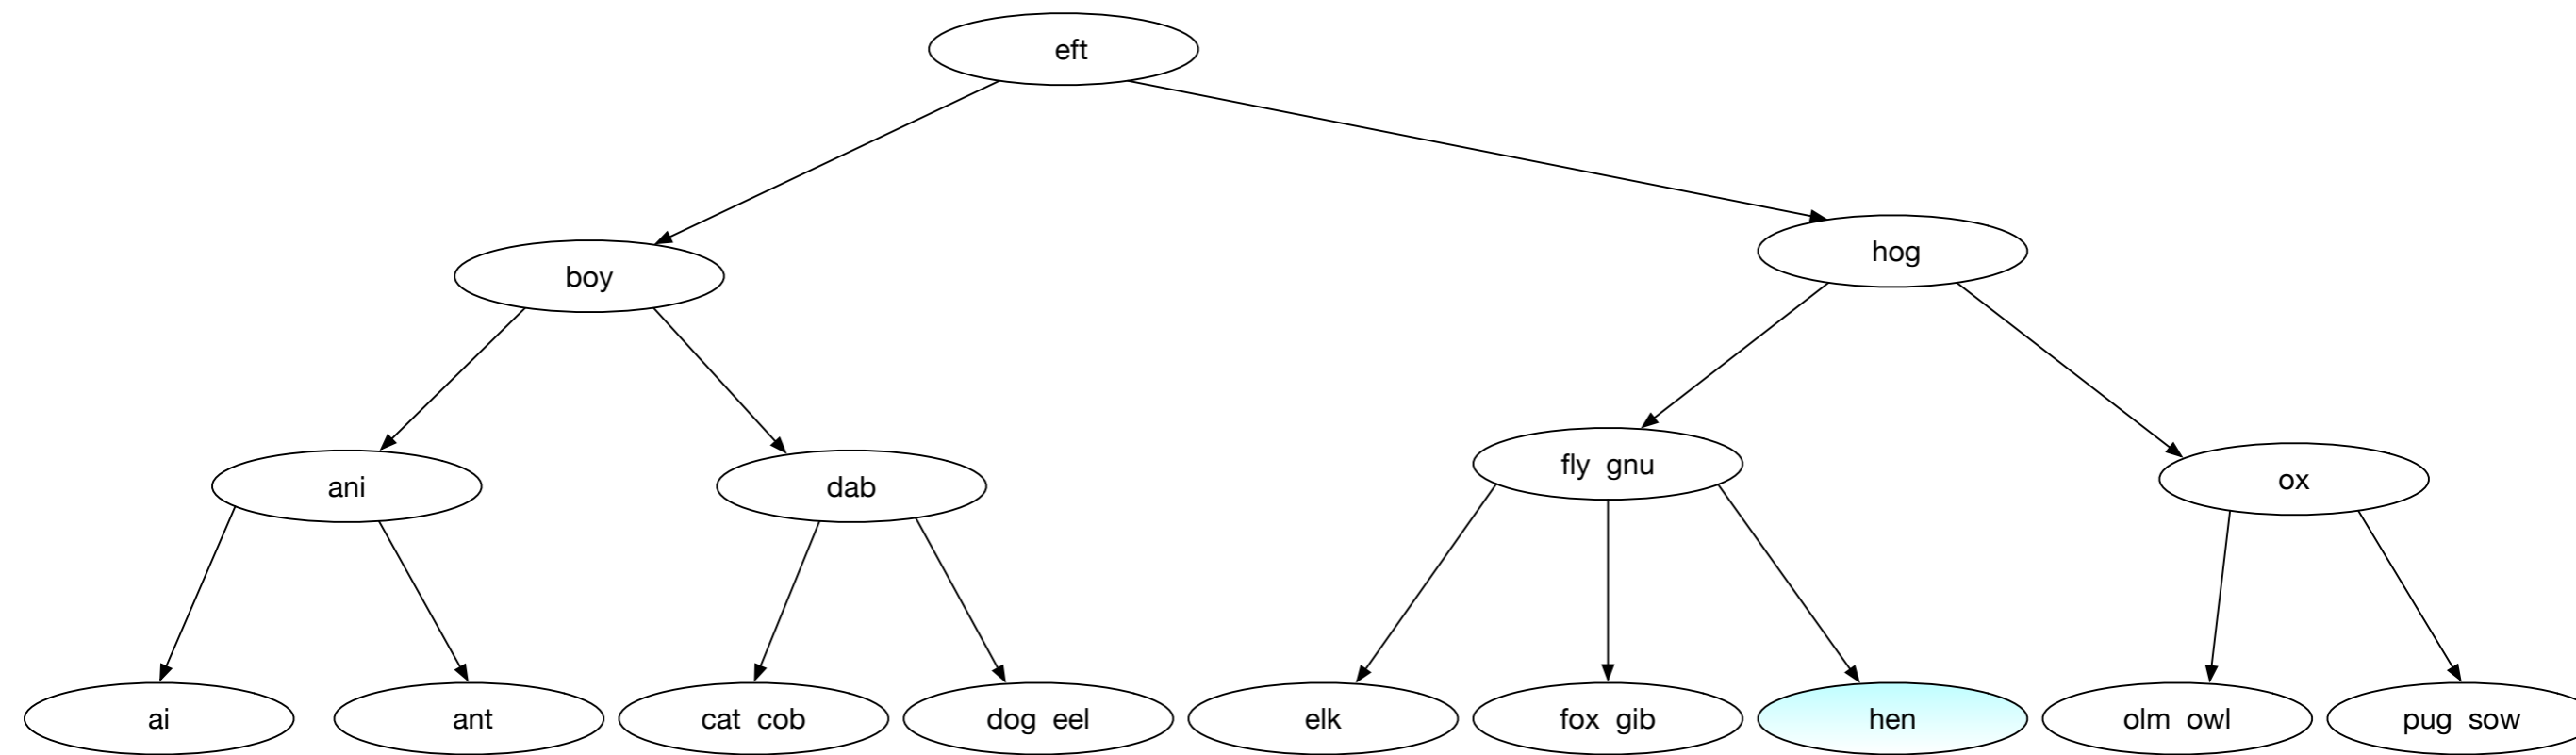 eft
boy
hog
ani
dab
fly gnu
ox
ai
ant
cat cob
dog eel
elk
fox gib
hen
olm owl
pug sow